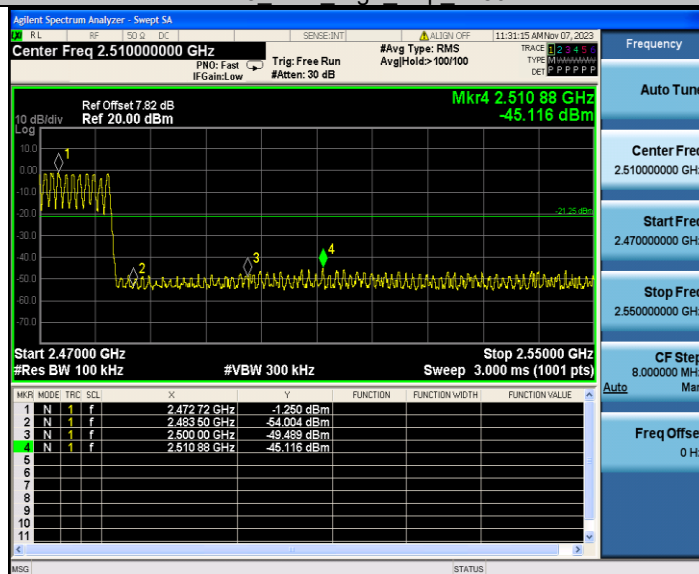 Agilent Spectrum Analyzer - Swept SA
RL RF 50 Ω DC SENSE:INT ALIGN OFF 11:31:15 AM Nov 07, 2023
Center Freq 2.510000000 GHz
PNO: Fast
IFGain:Low
Trig: Free Run
#Atten: 30 dB
#Avg Type: RMS
Avg|Hold:> 100/100
TRACE 1 2 3 4 5 6
TYPE MWWWWW
DET P P P P P P
Frequency
Ref Offset 7.82 dB
10 dB/div Ref 20.00 dBm
Log
Mkr4 2.510 88 GHz
-45.116 dBm
10.0
0.00
-10.0
-20.0
-30.0
-40.0
-50.0
-60.0
-70.0
1
2
3
4
-21.25 dBm
Start 2.47000 GHz Stop 2.55000 GHz
#Res BW 100 kHz #VBW 300 kHz Sweep 3.000 ms (1001 pts)
MKR MODE TRC SCL X Y FUNCTION FUNCTION WIDTH FUNCTION VALUE
1 N 1 f 2.472 72 GHz -1.250 dBm
2 N 1 f 2.483 50 GHz -54.004 dBm
3 N 1 f 2.500 00 GHz -49.489 dBm
4 N 1 f 2.510 88 GHz -45.116 dBm
5
6
7
8
9
10
11
MSG STATUS
Auto Tune
Center Freq
2.510000000 GHz
Start Freq
2.470000000 GHz
Stop Freq
2.550000000 GHz
CF Step
8.000000 MHz
Auto Man
Freq Offset
0 Hz